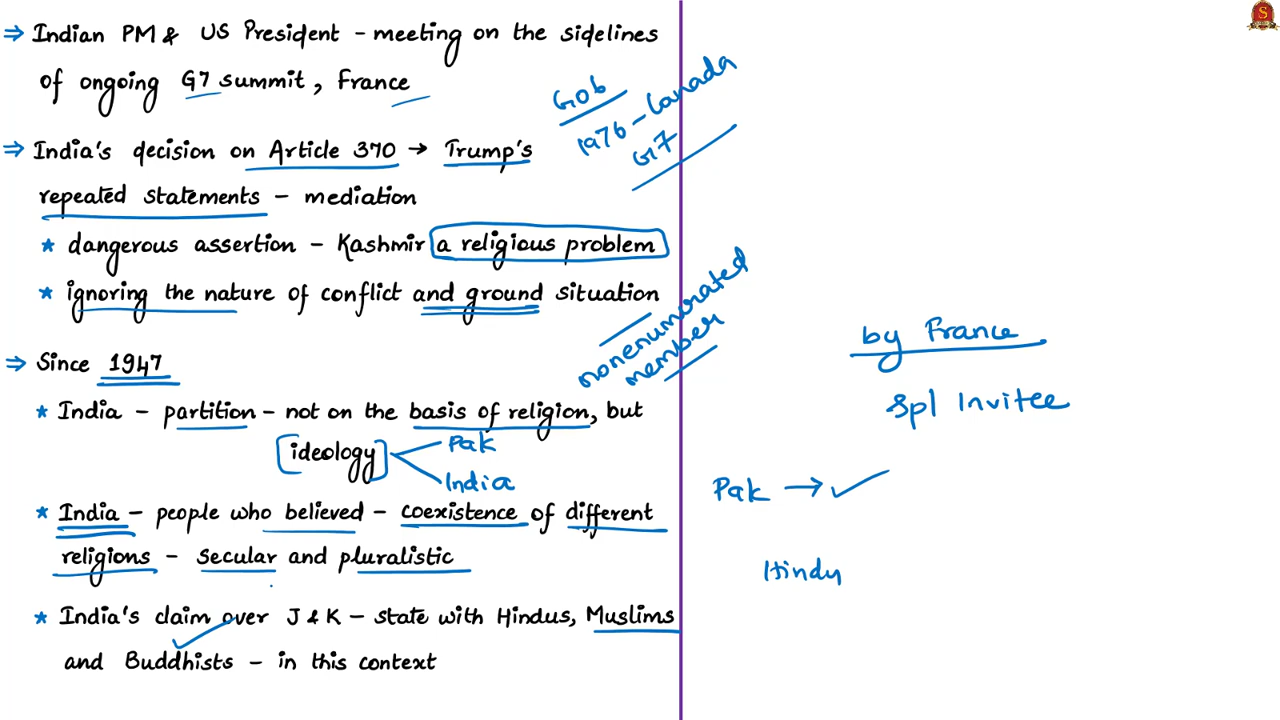 ⇒ Indian PM & US President - meeting on the sidelines
of ongoing G7 summit, France
⇒ India's decision on Article 370 → Trump's
repeated statements - mediation
* dangerous assertion - Kashmir a religious problem
* ignoring the nature of conflict and ground situation
⇒ Since 1947
* India - partition - not on the basis of religion, but
[ideology]
Pak
India
* India - people who believed - coexistence of different
religions - secular and pluralistic
* India's claim over J & K - state with Hindus, Muslims
and Buddhists - in this context
G06
1976 - Canada
G7
nonenumerated
member
by France
Spl Invitee
Pak →
Hindu
S